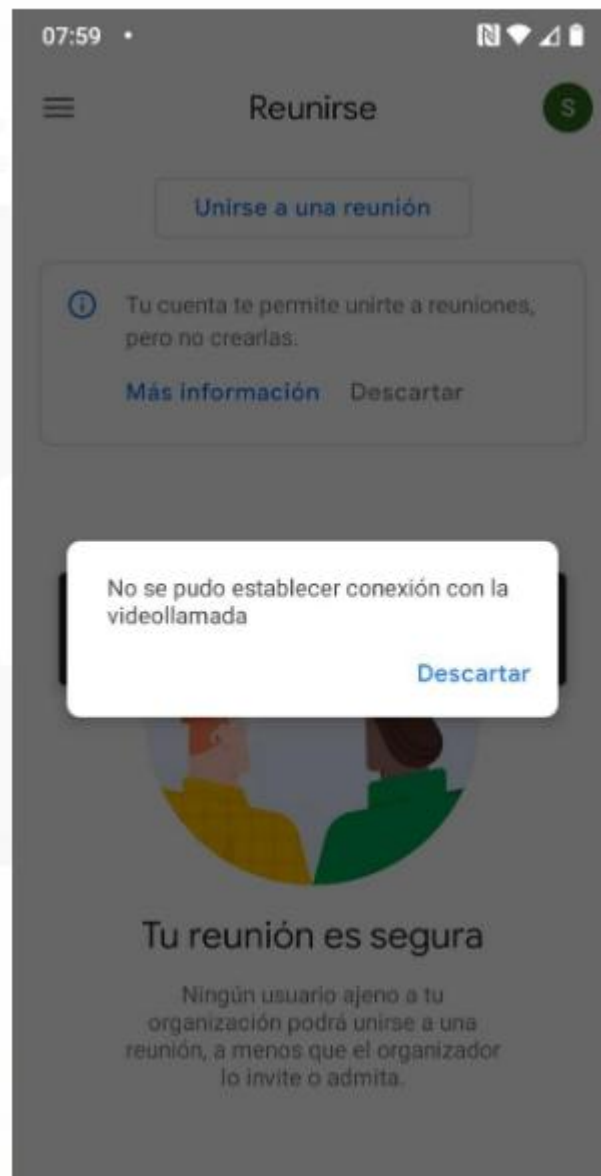 07:59
Reunirse
S
Unirse a una reunión
Tu cuenta te permite unirte a reuniones,
pero no crearlas.
Más información Descartar
No se pudo establecer conexión con la
videollamada
Descartar
Tu reunión es segura
Ningún usuario ajeno a tu
organización podrá unirse a una
reunión, a menos que el organizador
lo invite o admita.